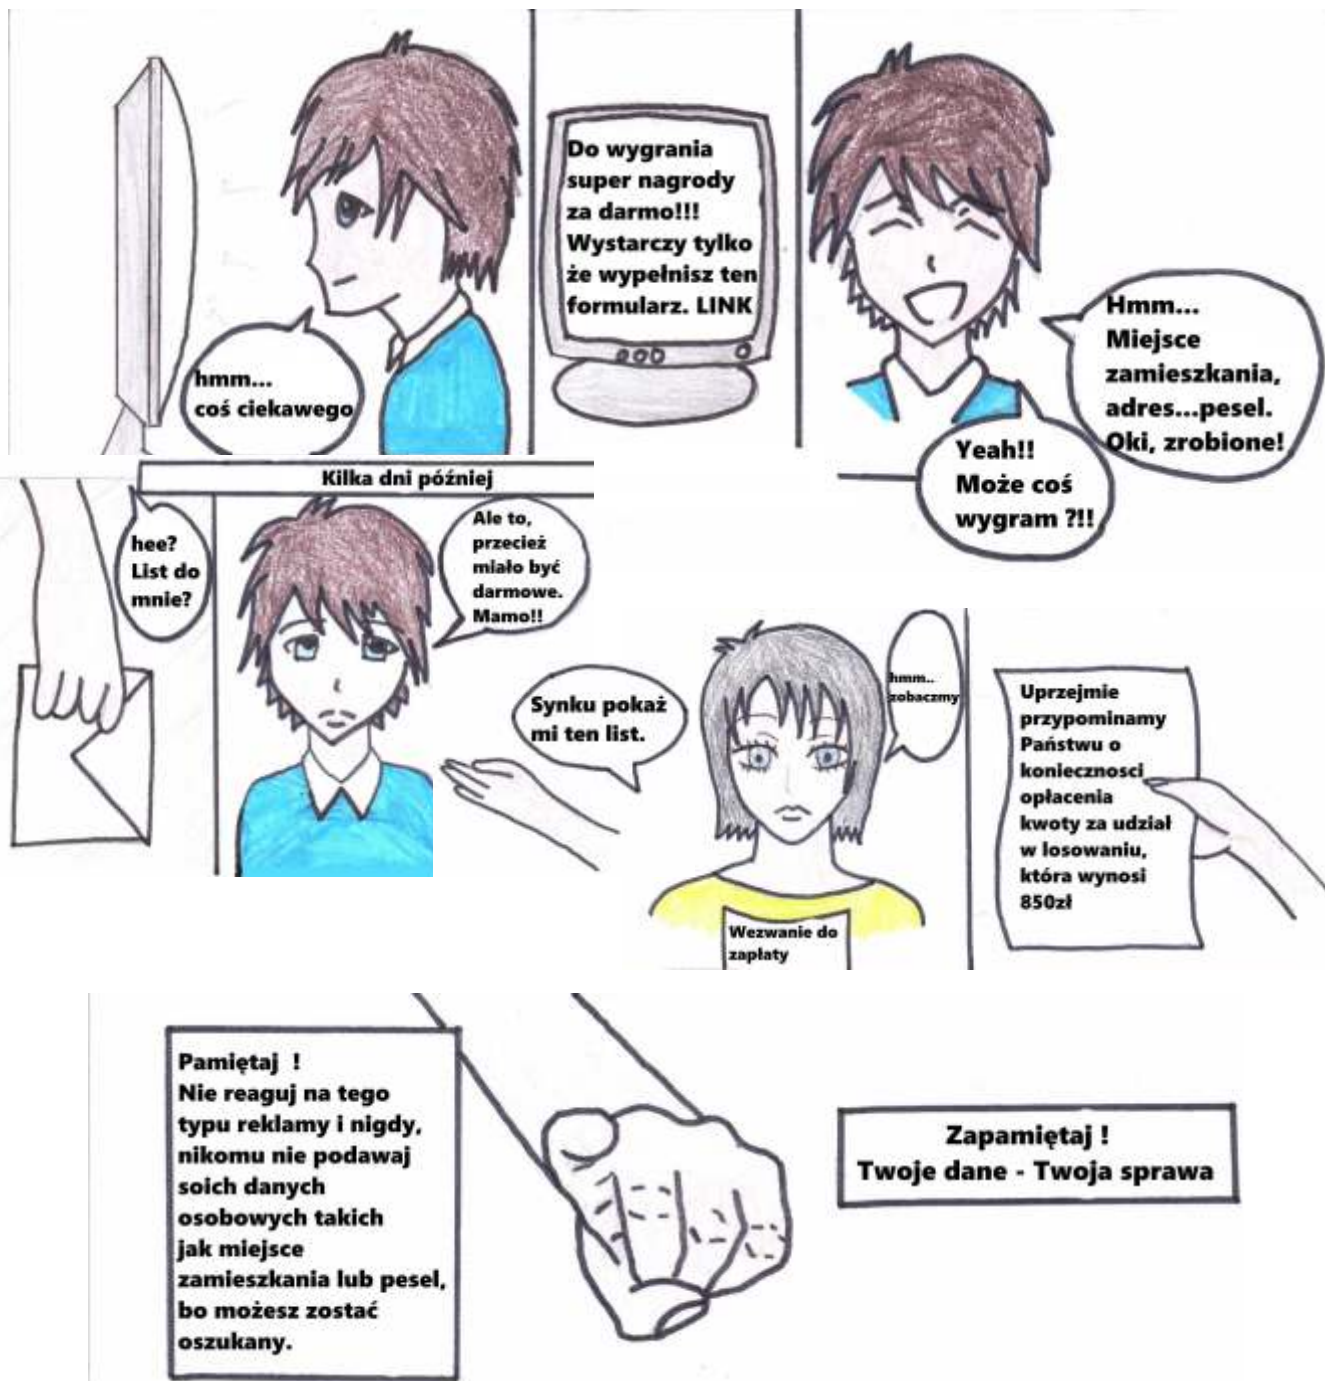 hmm...
coś ciekawego
Do wygrania
super nagrody
za darmo!!!
Wystarczy tylko
że wypełnisz ten
formularz. LINK
Hmm...
Miejsce
zamieszkania,
adres...pesel.
Oki, zrobione!
Yeah!!
Może coś
wygram ?!!
Kilka dni później
hee?
List do
mnie?
Ale to,
przecież
miało być
darmowe.
Mamo!!
Synku pokaż
mi ten list.
hmm..
zobaczmy
Wezwanie do
zapłaty
Uprzejmie
przypominamy
Państwu o
koniecznosci
opłacenia
kwoty za udział
w losowaniu,
która wynosi
850zł
Pamiętaj !
Nie reaguj na tego
typu reklamy i nigdy,
nikomu nie podawaj
soich danych
osobowych takich
jak miejsce
zamieszkania lub pesel,
bo możesz zostać
oszukany.
Zapamiętaj !
Twoje dane - Twoja sprawa